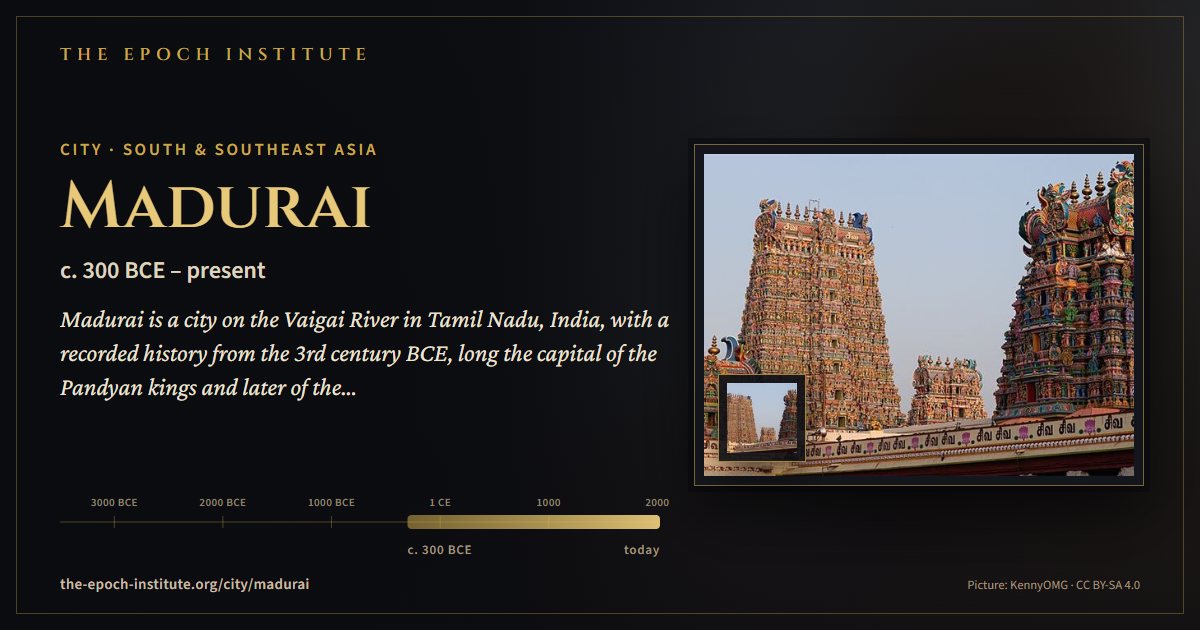 THE EPOCH INSTITUTE
CITY · SOUTH & SOUTHEAST ASIA
MADURAI
c. 300 BCE – present
Madurai is a city on the Vaigai River in Tamil Nadu, India, with a
recorded history from the 3rd century BCE, long the capital of the
Pandyan kings and later of the...
சிவ சிவ சிவ சிவ சிவ சிவ சிவ
3000 BCE 2000 BCE 1000 BCE 1 CE 1000 2000
c. 300 BCE today
the-epoch-institute.org/city/madurai
Picture: KennyOMG · CC BY-SA 4.0